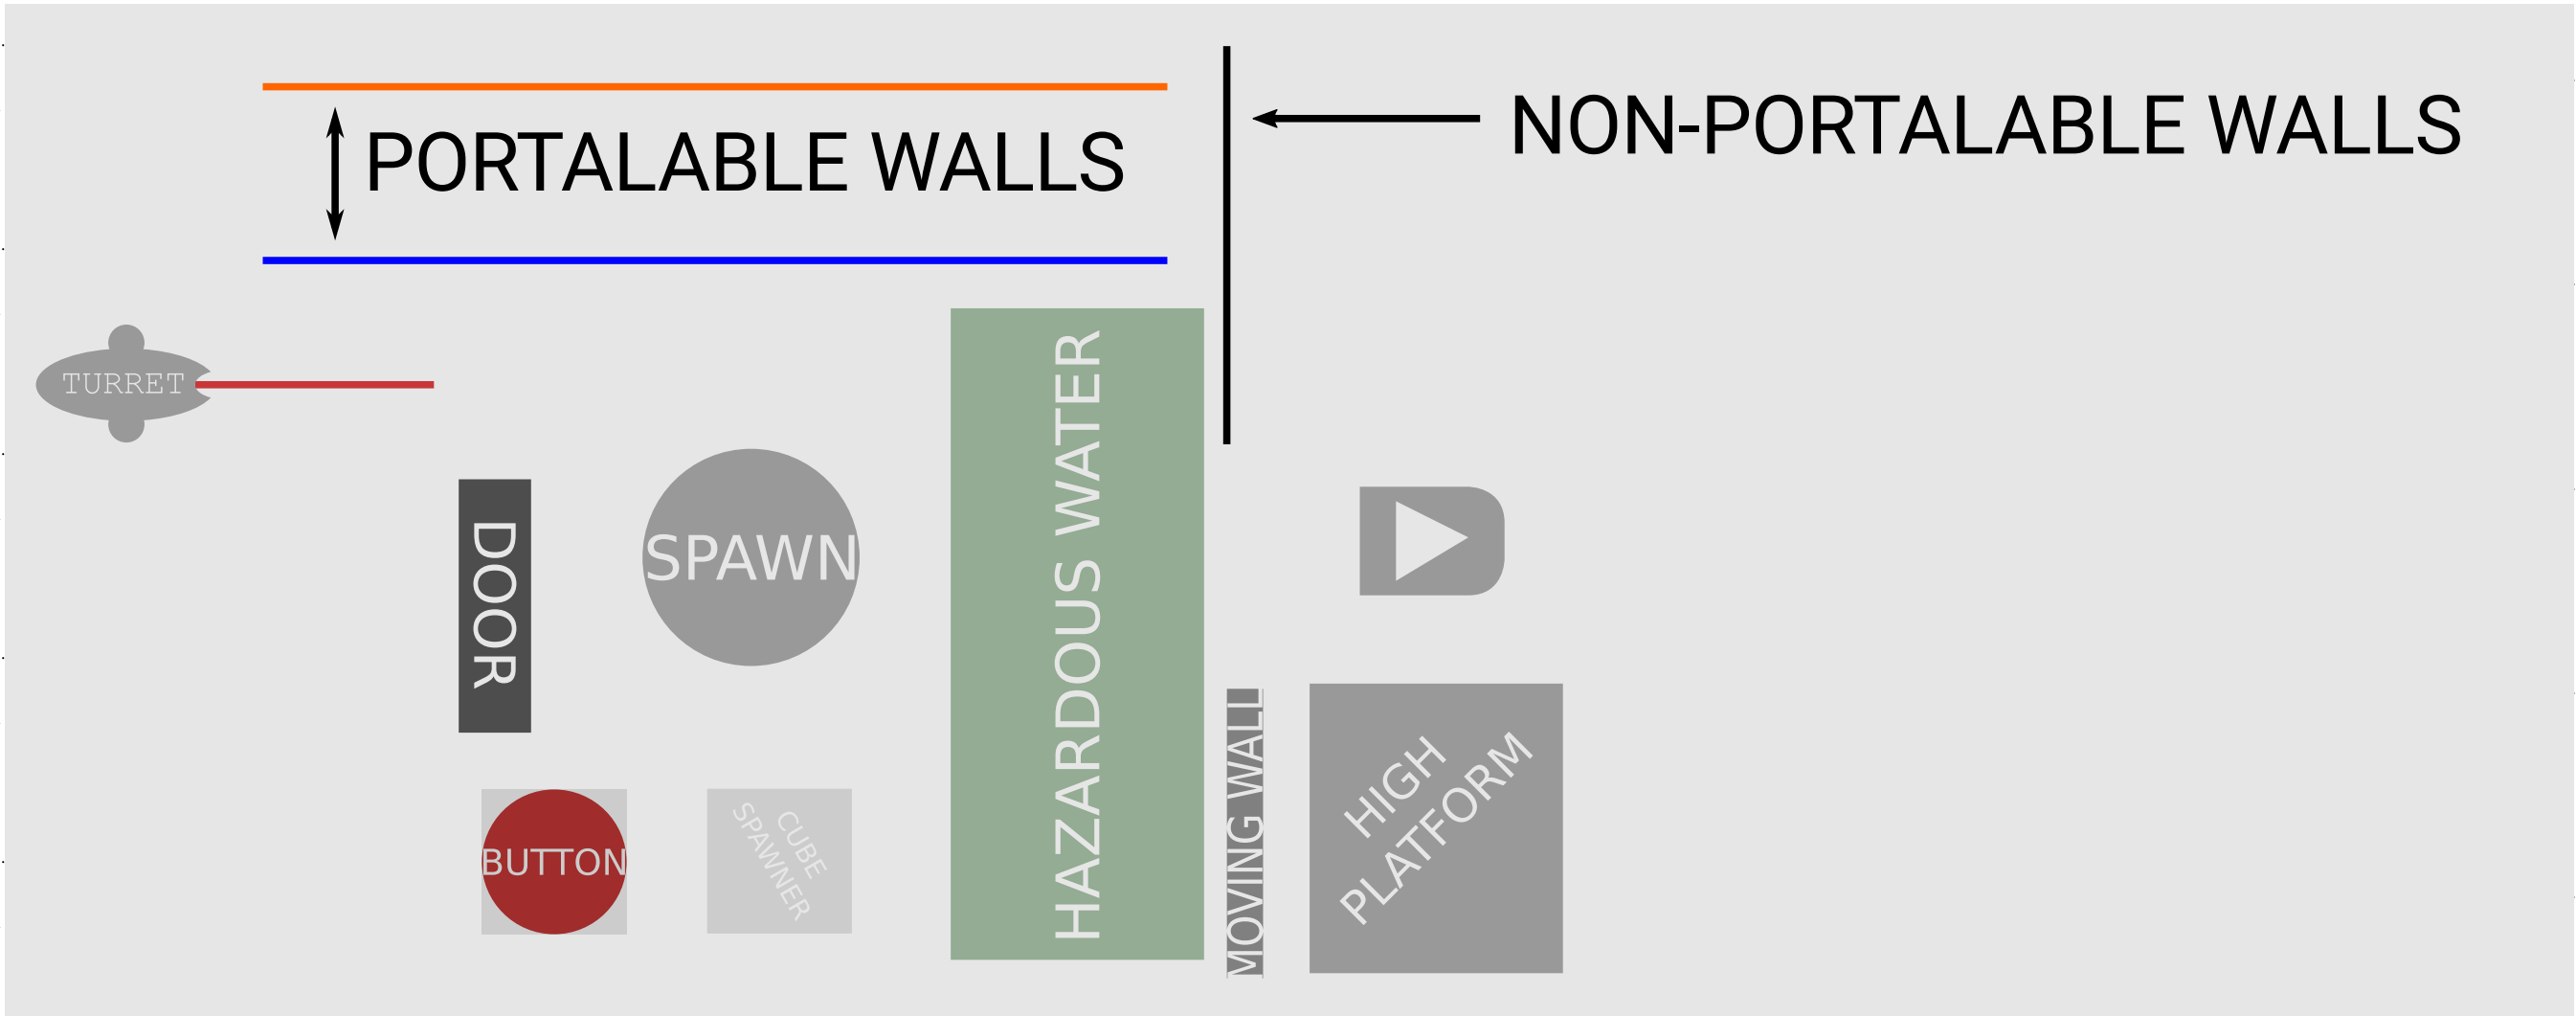 PORTALABLE WALLS
NON-PORTALABLE WALLS
TURRET
DOOR
SPAWN
HAZARDOUS WATER
BUTTON
CUBE
SPAWNER
MOVING WALL
HIGH
PLATFORM